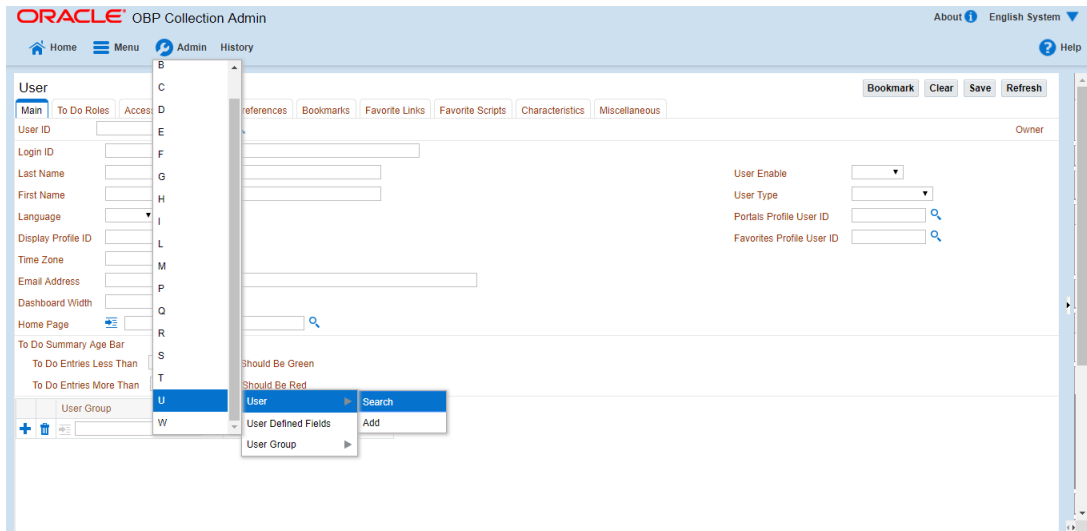 ORACLE® OBP Collection Admin
About English System
Home Menu Admin History
Help
User
Bookmark Clear Save Refresh
Main To Do Roles Access references Bookmarks Favorite Links Favorite Scripts Characteristics Miscellaneous
User ID
Owner
Login ID
Last Name
User Enable
First Name
User Type
Language
Portals Profile User ID
Display Profile ID
Favorites Profile User ID
Time Zone
Email Address
Dashboard Width
Home Page
To Do Summary Age Bar
To Do Entries Less Than
Should Be Green
To Do Entries More Than
Should Be Red
User Group
B
C
D
E
F
G
H
I
L
M
P
Q
R
S
T
U
W
User
User Defined Fields
User Group
Search
Add